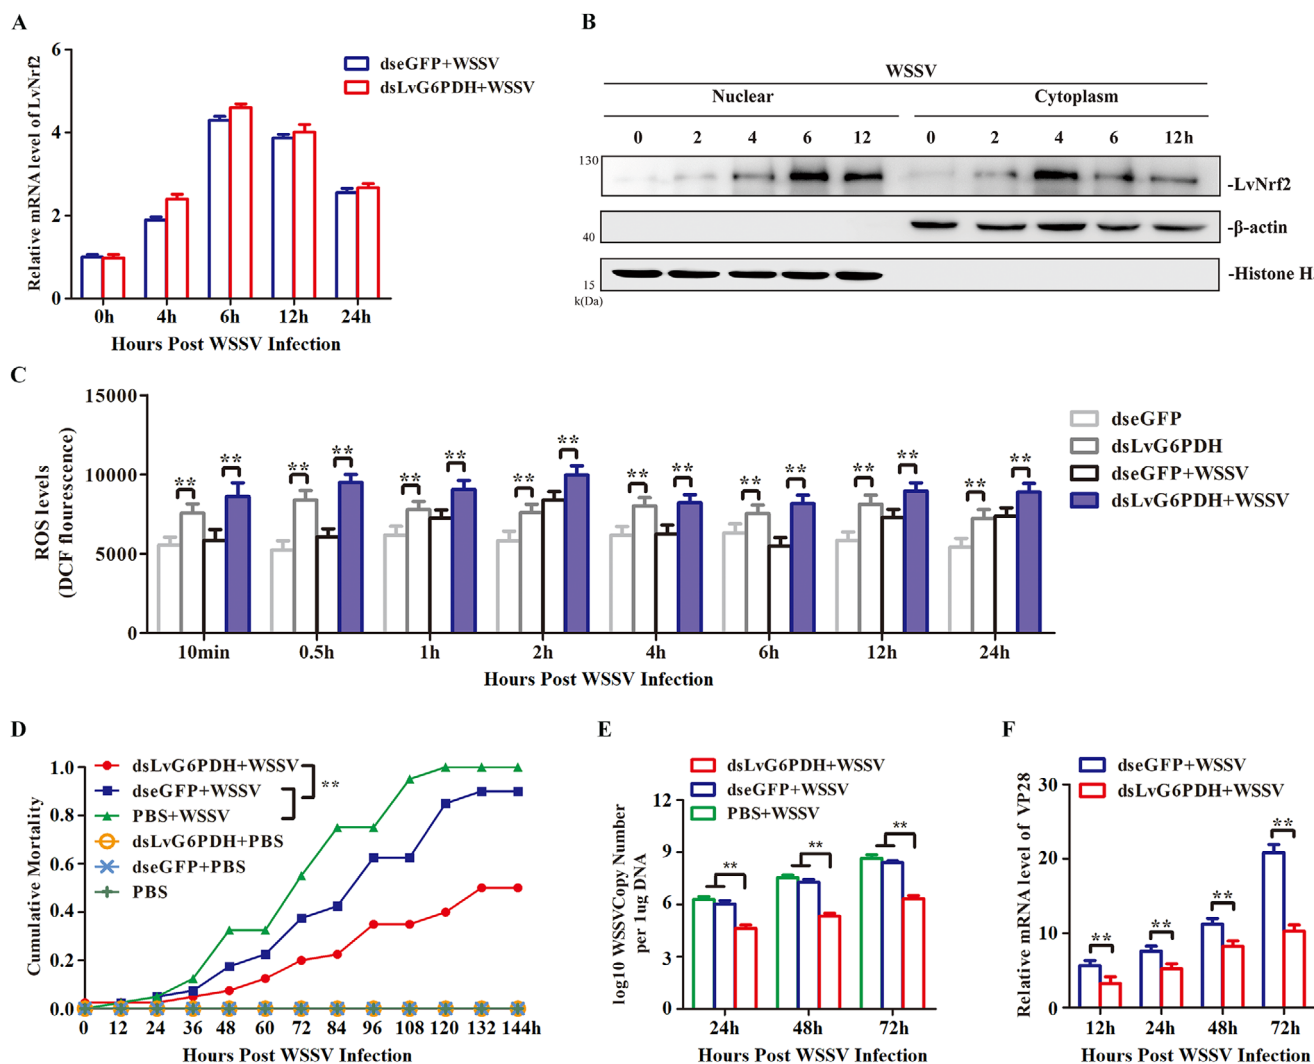 A
Relative mRNA level of LvNrf2
6
4
2
0
dseGFP+WSSV
dsLvG6PDH+WSSV
0h 4h 6h 12h 24h
Hours Post WSSV Infection
B
WSSV
Nuclear Cytoplasm
0 2 4 6 12 0 2 4 6 12h
130
-LvNrf2
40
-β-actin
15
-Histone H
k(Da)
C
ROS levels
(DCF flourescence)
15000
10000
5000
0
** ** ** ** ** ** ** ** ** ** ** ** ** ** ** **
dseGFP
dsLvG6PDH
dseGFP+WSSV
dsLvG6PDH+WSSV
10min 0.5h 1h 2h 4h 6h 12h 24h
Hours Post WSSV Infection
D
Cumulative Mortality
1.0
0.8
0.6
0.4
0.2
0.0
dsLvG6PDH+WSSV
dseGFP+WSSV
**
PBS+WSSV
dsLvG6PDH+PBS
dseGFP+PBS
PBS
0 12 24 36 48 60 72 84 96 108 120 132 144h
Hours Post WSSV Infection
E
log10 WSSVCopy Number
per 1ug DNA
12
9
6
3
0
dsLvG6PDH+WSSV
dseGFP+WSSV
PBS+WSSV
** ** **
24h 48h 72h
Hours Post WSSV Infection
F
Relative mRNA level of VP28
30
20
10
0
dseGFP+WSSV
dsLvG6PDH+WSSV
** ** ** **
12h 24h 48h 72h
Hours Post WSSV Infection